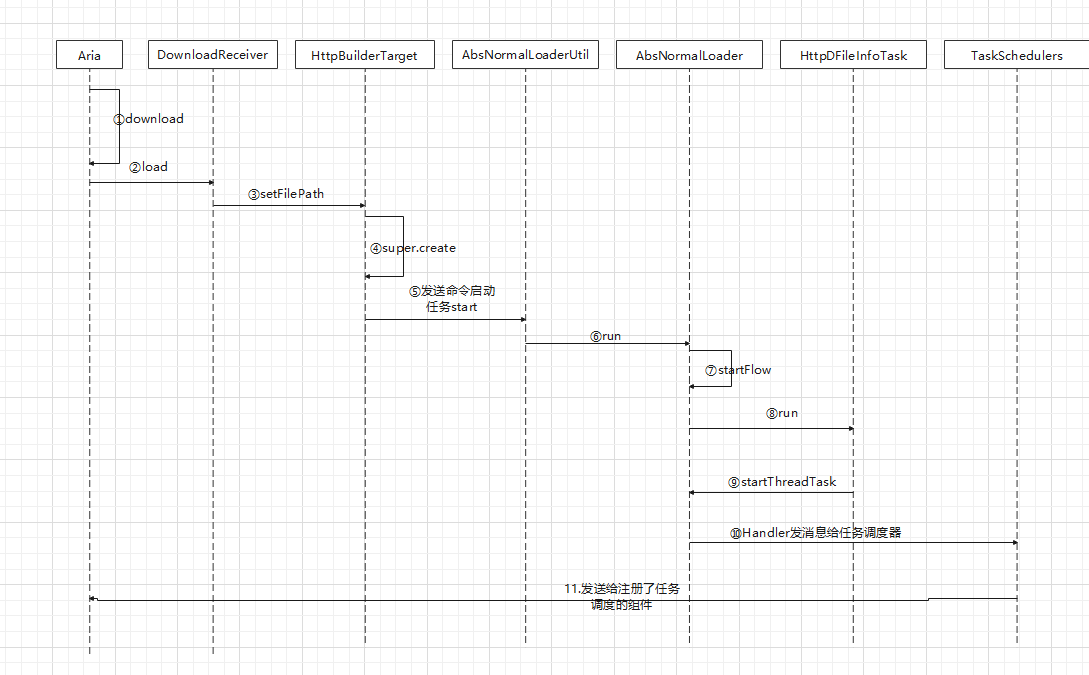 Aria
DownloadReceiver
HttpBuilderTarget
AbsNormalLoaderUtil
AbsNormalLoader
HttpDFileInfoTask
TaskSchedulers
①download
②load
③setFilePath
④super.create
⑤发送命令启动
任务start
⑥run
⑦startFlow
⑧run
⑨startThreadTask
⑩Handler发消息给任务调度器
11.发送给注册了任务
调度的组件